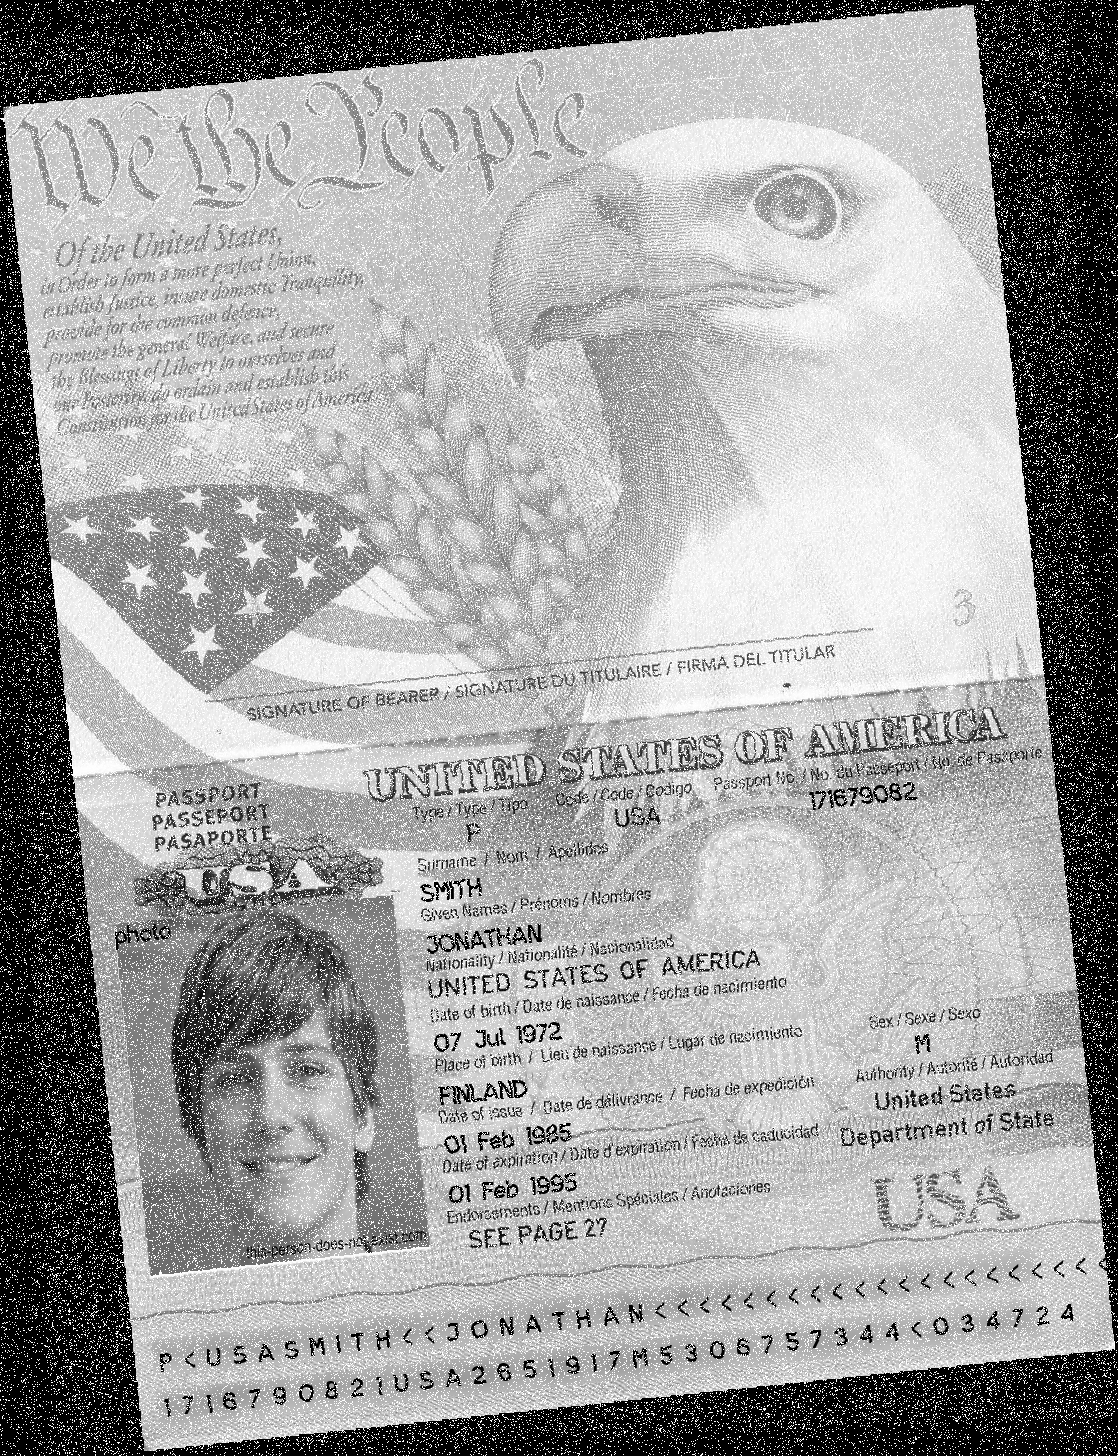 We the People
Of the United States,
in Order to form a more perfect Union,
establish Justice, insure domestic Tranquility,
provide for the common defence,
promote the general Welfare, and secure
the Blessings of Liberty to ourselves and
our Posterity, do ordain and establish this
Constitution for the United States of America.
3
SIGNATURE OF BEARER / SIGNATURE DU TITULAIRE / FIRMA DEL TITULAR
UNITED STATES OF AMERICA
PASSPORT
PASSEPORT
PASAPORTE
USA
Type / Type / Tipo Code / Code / Codigo Passport No. / No. du Passeport / No. de Pasaporte
P USA 171679082
Surname / Nom / Apellidos
SMITH
Given Names / Prénoms / Nombres
JONATHAN
Nationality / Nationalité / Nacionalidad
UNITED STATES OF AMERICA
Date of birth / Date de naissance / Fecha de nacimiento
07 Jul 1972
Place of birth / Lieu de naissance / Lugar de nacimiento Sex / Sexe / Sexo
FINLAND M
Date of issue / Date de délivrance / Fecha de expedición Authority / Autorité / Autoridad
01 Feb 1985 United States
Date of expiration / Date d'expiration / Fecha de caducidad Department of State
01 Feb 1995
Endorsements / Mentions Spéciales / Anotaciones
SEE PAGE 27
USA
photo
this-person-does-not-exist.com
P<USASMITH<<JONATHAN<<<<<<<<<<<<<<<<<<<
1716790821USA2651917M5306757344<034724